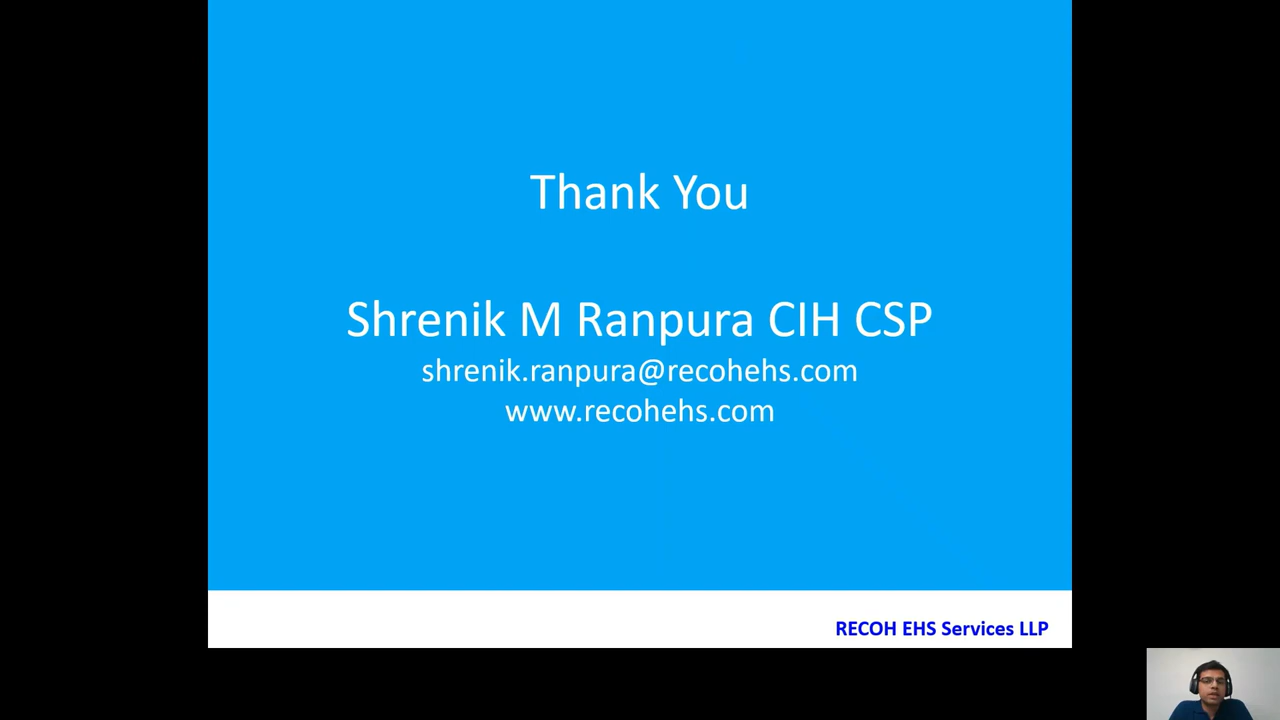 Thank You
Shrenik M Ranpura CIH CSP
shrenik.ranpura@recohehs.com
www.recohehs.com
RECOH EHS Services LLP